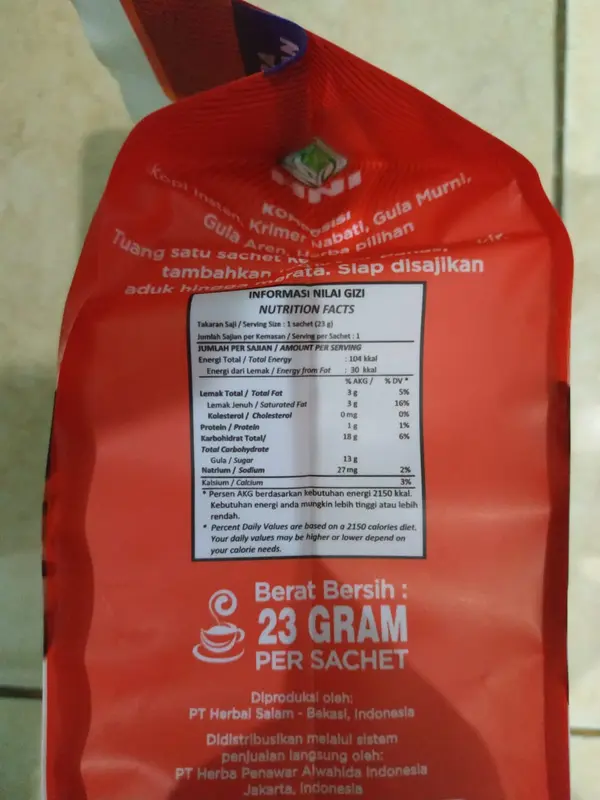 HNI
KOMPOSISI
Kopi Instan, Krimer Nabati, Gula Murni,
Gula Aren, Herba pilihan
Tuang satu sachet
tambahkan
aduk hingga merata. Siap disajikan
INFORMASI NILAI GIZI
NUTRITION FACTS
Takaran Saji / Serving Size : 1 sachet (23 g)
Jumlah Sajian per Kemasan / Serving per Sachet : 1
JUMLAH PER SAJIAN / AMOUNT PER SERVING
Energi Total / Total Energy : 104 kkal
Energi dari Lemak / Energy from Fat : 30 kkal
% AKG / % DV *
Lemak Total / Total Fat 3 g 5%
Lemak Jenuh / Saturated Fat 3 g 16%
Kolesterol / Cholesterol 0 mg 0%
Protein / Protein 1 g 1%
Karbohidrat Total/ 18 g 6%
Total Carbohydrate
Gula / Sugar 13 g
Natrium / Sodium 27 mg 2%
Kalsium / Calcium 3%
* Persen AKG berdasarkan kebutuhan energi 2150 kkal.
Kebutuhan energi anda mungkin lebih tinggi atau lebih
rendah.
* Percent Daily Values are based on a 2150 calories diet.
Your daily values may be higher or lower depend on
your calorie needs.
Berat Bersih :
23 GRAM
PER SACHET
Diproduksi oleh:
PT Herbal Salam - Bekasi, Indonesia
Didistribusikan melalui sistem
penjualan langsung oleh:
PT Herba Penawar Alwahida Indonesia
Jakarta, Indonesia